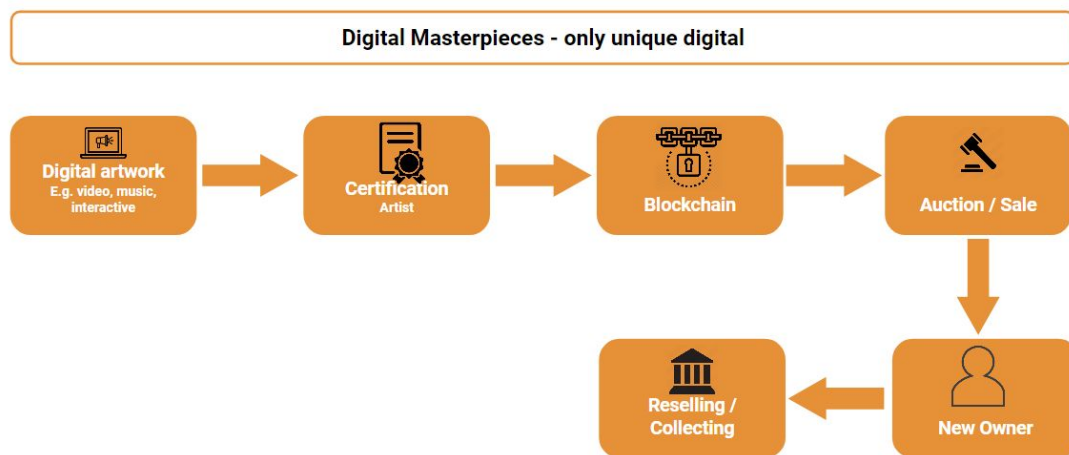 Digital Masterpieces - only unique digital
Digital artwork
E.g. video, music,
interactive
Certification
Artist
Blockchain
Auction / Sale
New Owner
Reselling /
Collecting